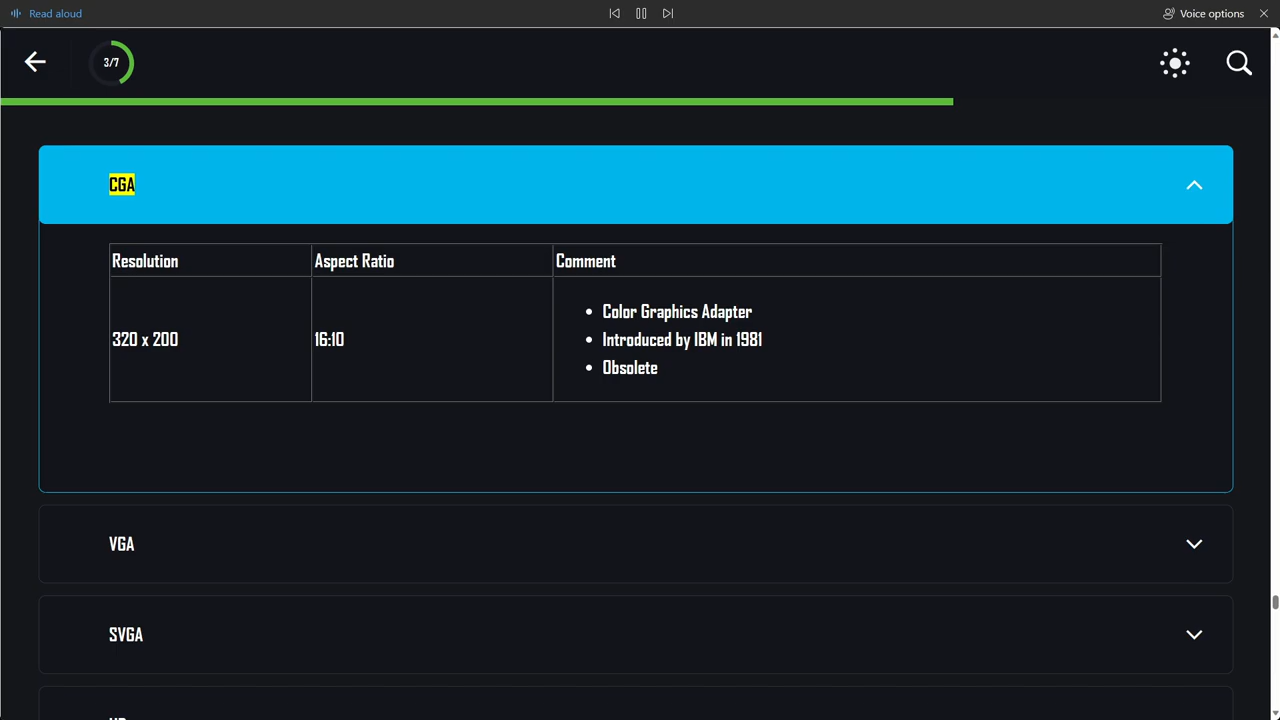 Read aloud
Voice options
3/7
CGA
Resolution
Aspect Ratio
Comment
320 x 200
16:10
• Color Graphics Adapter
• Introduced by IBM in 1981
• Obsolete
VGA
SVGA